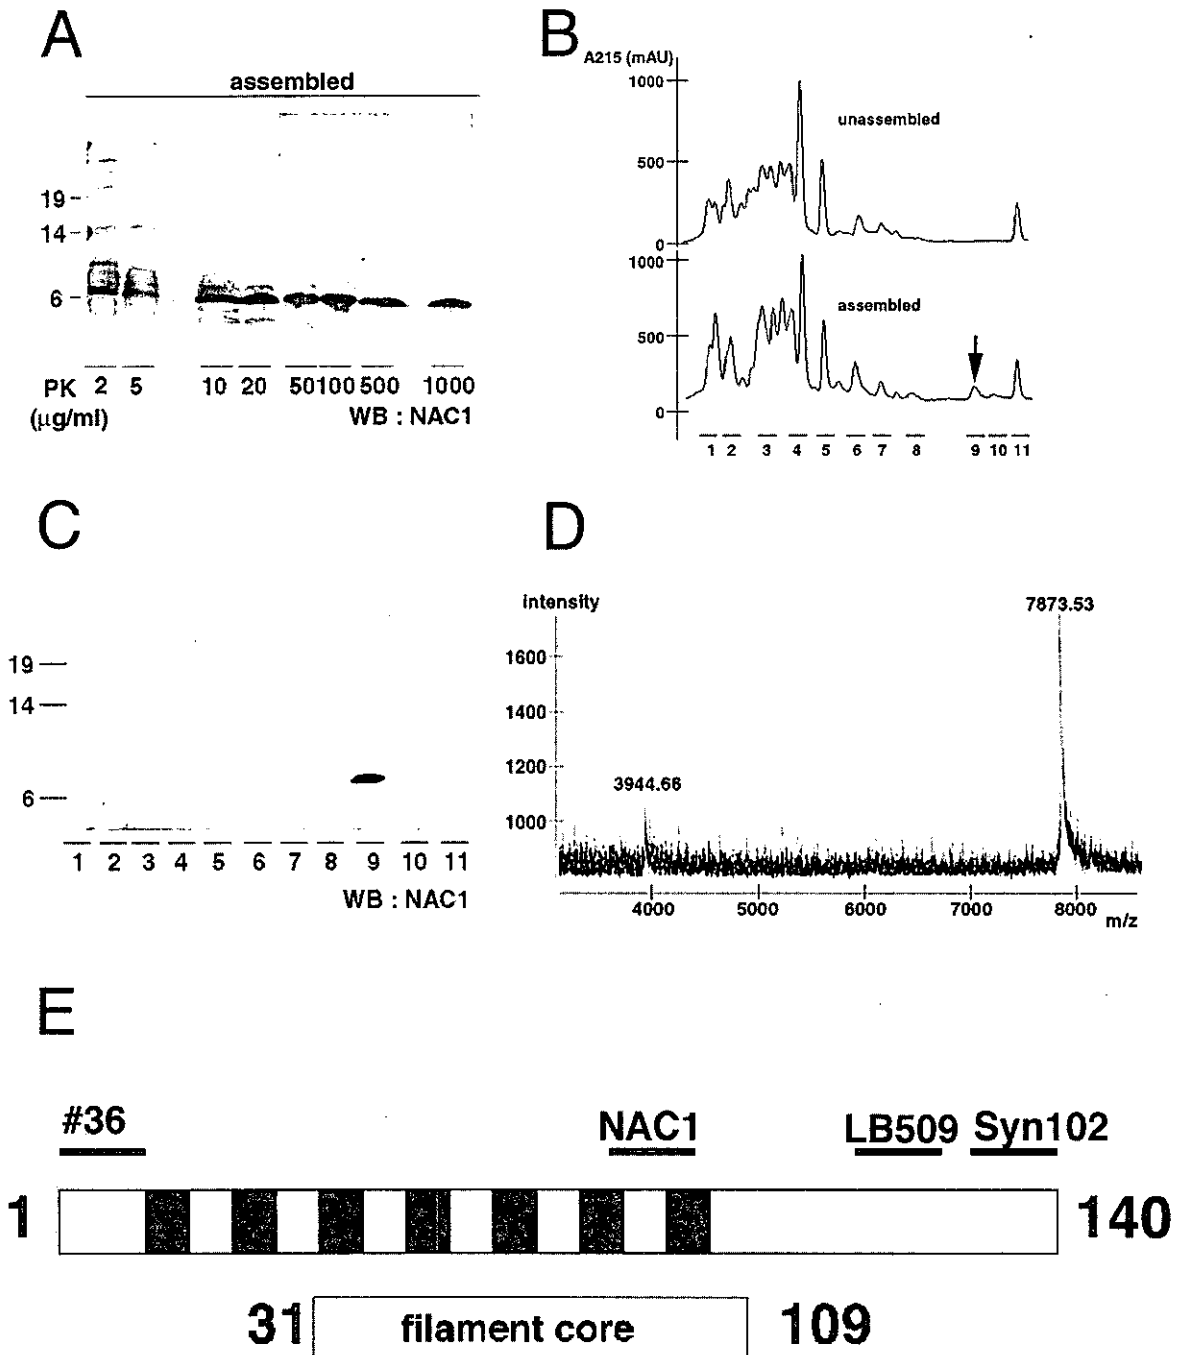 A
assembled
19
14
6
PK 2 5 10 20 50 100 500 1000
(µg/ml) WB : NAC1
B
A215 (mAU)
1000
unassembled
500
0
1000
assembled
500
0
1 2 3 4 5 6 7 8 9 10 11
C
19
14
6
1 2 3 4 5 6 7 8 9 10 11
WB : NAC1
D
intensity
7873.53
1600
1400
1200
3944.66
1000
4000 5000 6000 7000 8000
m/z
E
#36 NAC1 LB509 Syn102
1 140
31 filament core 109